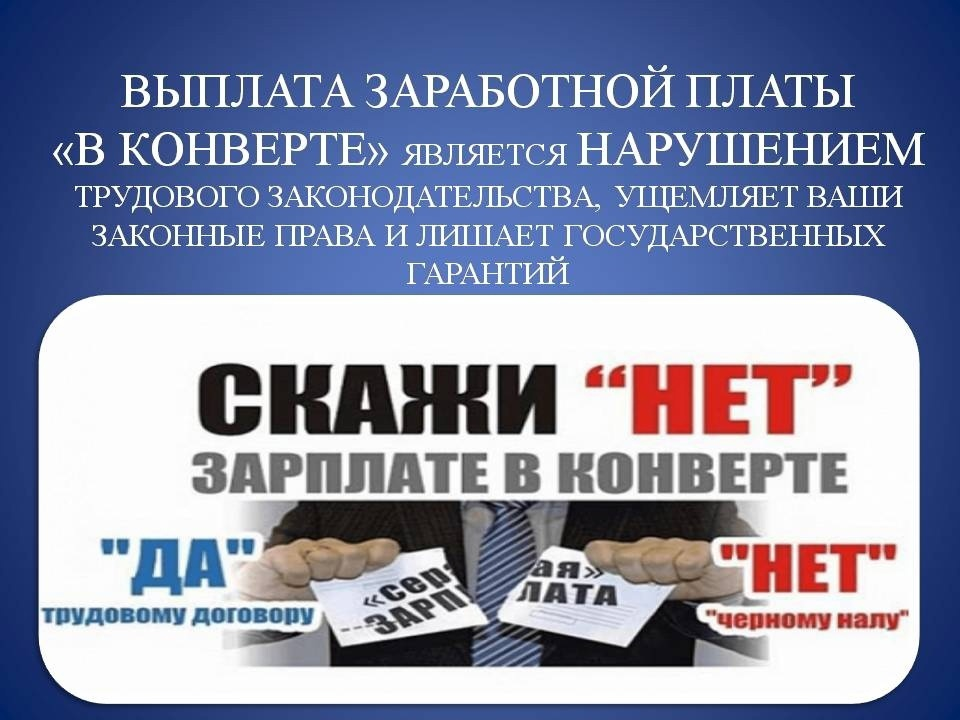 ВЫПЛАТА ЗАРАБОТНОЙ ПЛАТЫ
«В КОНВЕРТЕ» ЯВЛЯЕТСЯ НАРУШЕНИЕМ
ТРУДОВОГО ЗАКОНОДАТЕЛЬСТВА, УЩЕМЛЯЕТ ВАШИ
ЗАКОННЫЕ ПРАВА И ЛИШАЕТ ГОСУДАРСТВЕННЫХ
ГАРАНТИЙ
СКАЖИ “НЕТ”
ЗАРПЛАТЕ В КОНВЕРТЕ
"ДА"
трудовому договору
«сер
ЗАРП
ая»
ЛАТА
"НЕТ"
"черному налу"